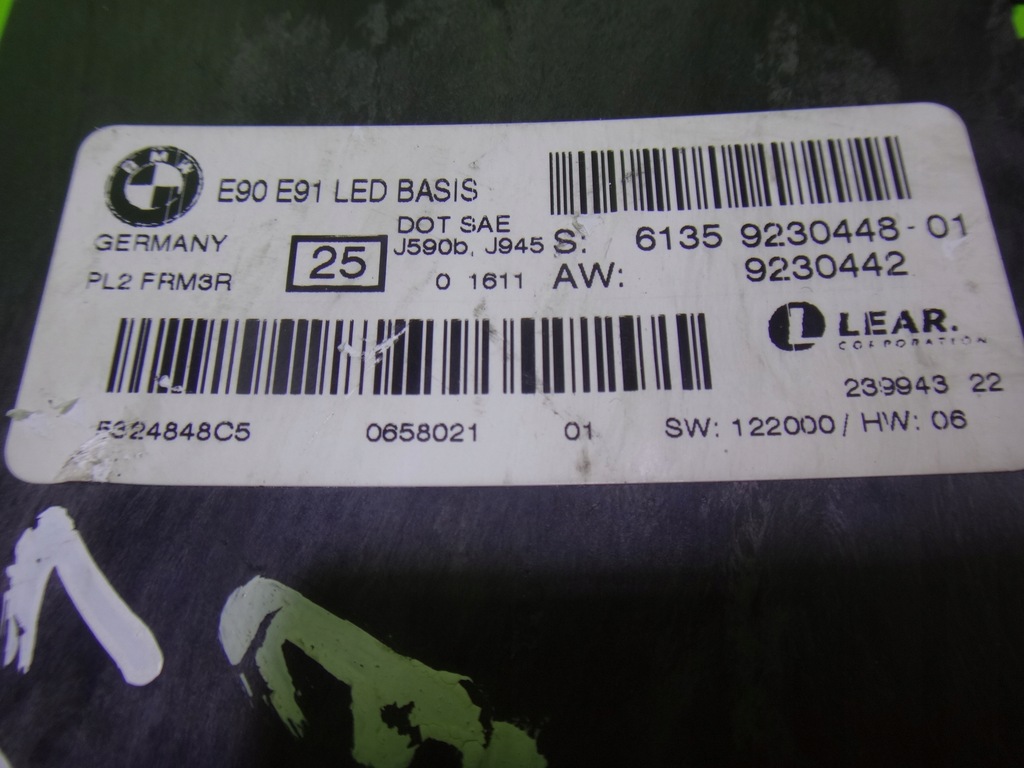 BMW
E90 E91 LED BASIS
GERMANY
DOT SAE
J590b, J945
PL2 FRM3R
25
0 1611
S: 6135 9230448-01
AW: 9230442
LEAR.
CORPORATION
239943 22
5324848C5 0658021 01 SW: 122000 / HW: 06